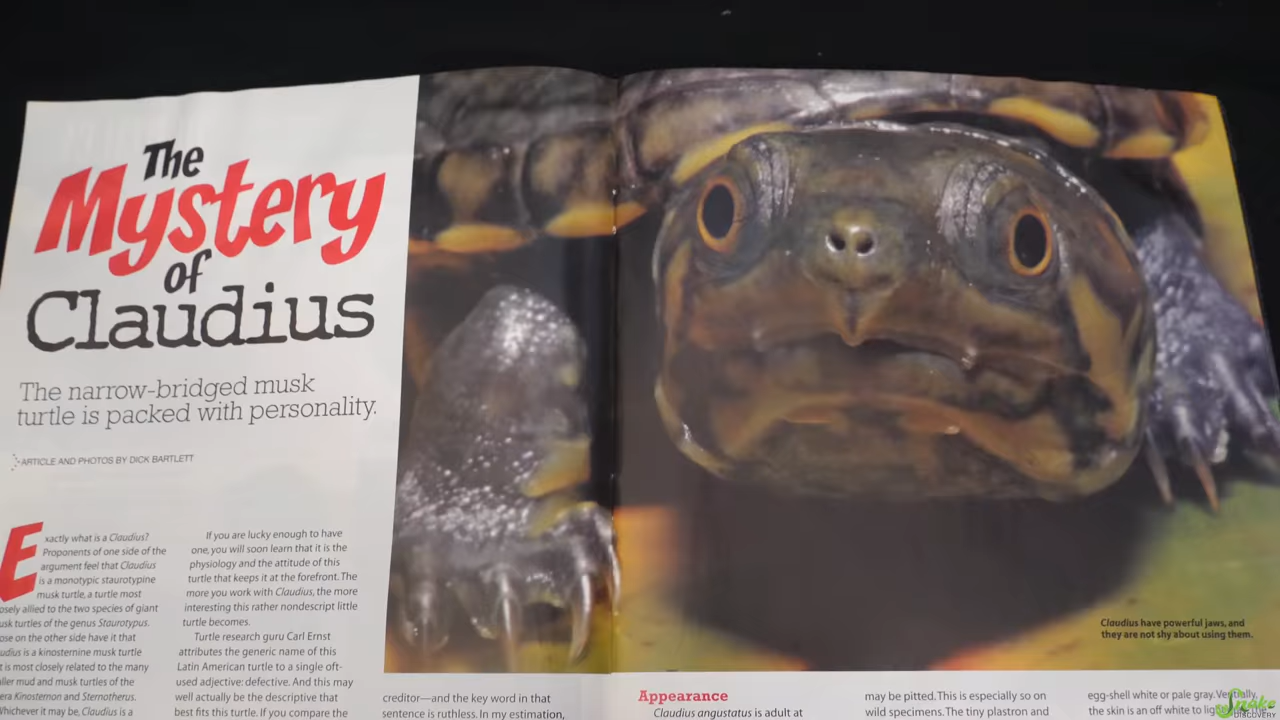 The
Mystery
of
Claudius
The narrow-bridged musk
turtle is packed with personality.
ARTICLE AND PHOTOS BY DICK BARTLETT
Exactly what is a Claudius?
Proponents of one side of the
argument feel that Claudius
is a monotypic staurotypine
musk turtle, a turtle most
osely allied to the two species of giant
usk turtles of the genus Staurotypus.
ose on the other side have it that
udius is a kinosternine musk turtle
t is most closely related to the many
aller mud and musk turtles of the
era Kinosternon and Sternotherus.
Whichever it may be, Claudius is a
If you are lucky enough to have
one, you will soon learn that it is the
physiology and the attitude of this
turtle that keeps it at the forefront. The
more you work with Claudius, the more
interesting this rather nondescript little
turtle becomes.
Turtle research guru Carl Ernst
attributes the generic name of this
Latin American turtle to a single oft-
used adjective: defective. And this may
well actually be the descriptive that
best fits this turtle. If you compare the
creditor—and the key word in that
sentence is ruthless. In my estimation,
Claudius have powerful jaws, and
they are not shy about using them.
Appearance
Claudius angustatus is adult at
may be pitted. This is especially so on
wild specimens. The tiny plastron and
egg-shell white or pale gray. Ventrally,
the skin is an off white to
Snake
DISCOVERY